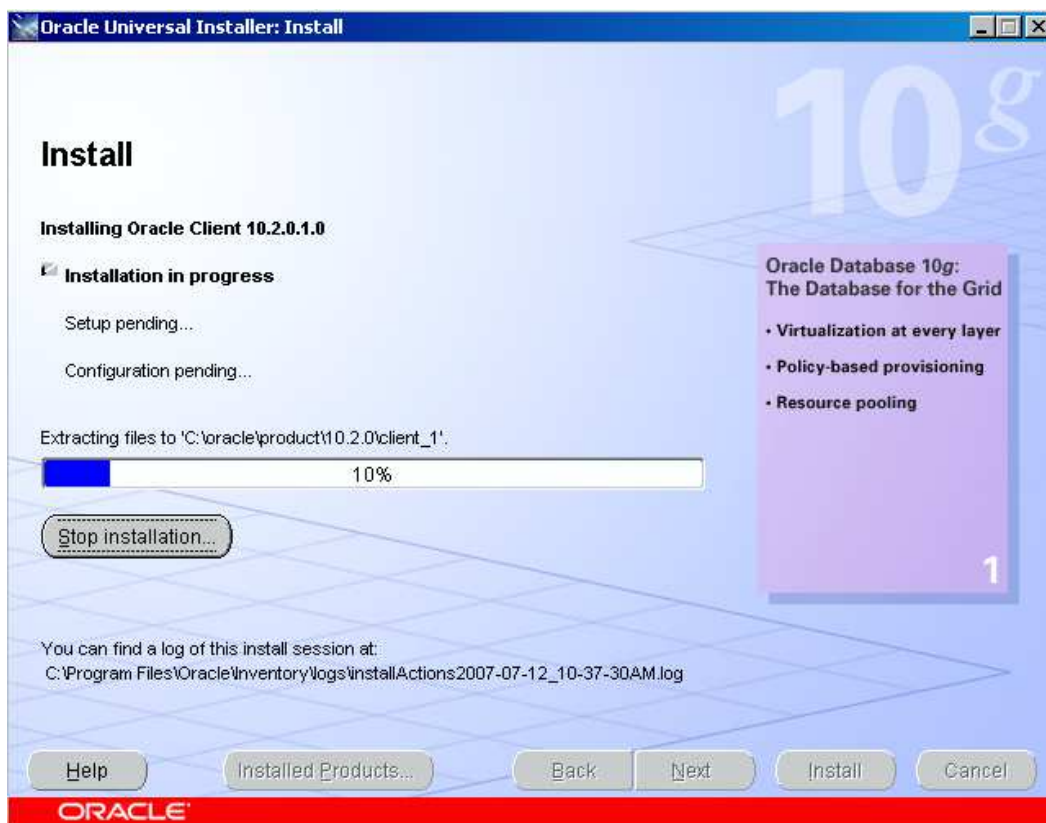 Oracle Universal Installer: Install
10g
Install
Installing Oracle Client 10.2.0.1.0
Installation in progress
Setup pending...
Configuration pending...
Extracting files to 'C:\oracle\product\10.2.0\client_1'.
10%
Stop installation...
Oracle Database 10g:
The Database for the Grid
• Virtualization at every layer
• Policy-based provisioning
• Resource pooling
1
You can find a log of this install session at:
C:\Program Files\Oracle\Inventory\logs\installActions2007-07-12_10-37-30AM.log
Help Installed Products... Back Next Install Cancel
ORACLE